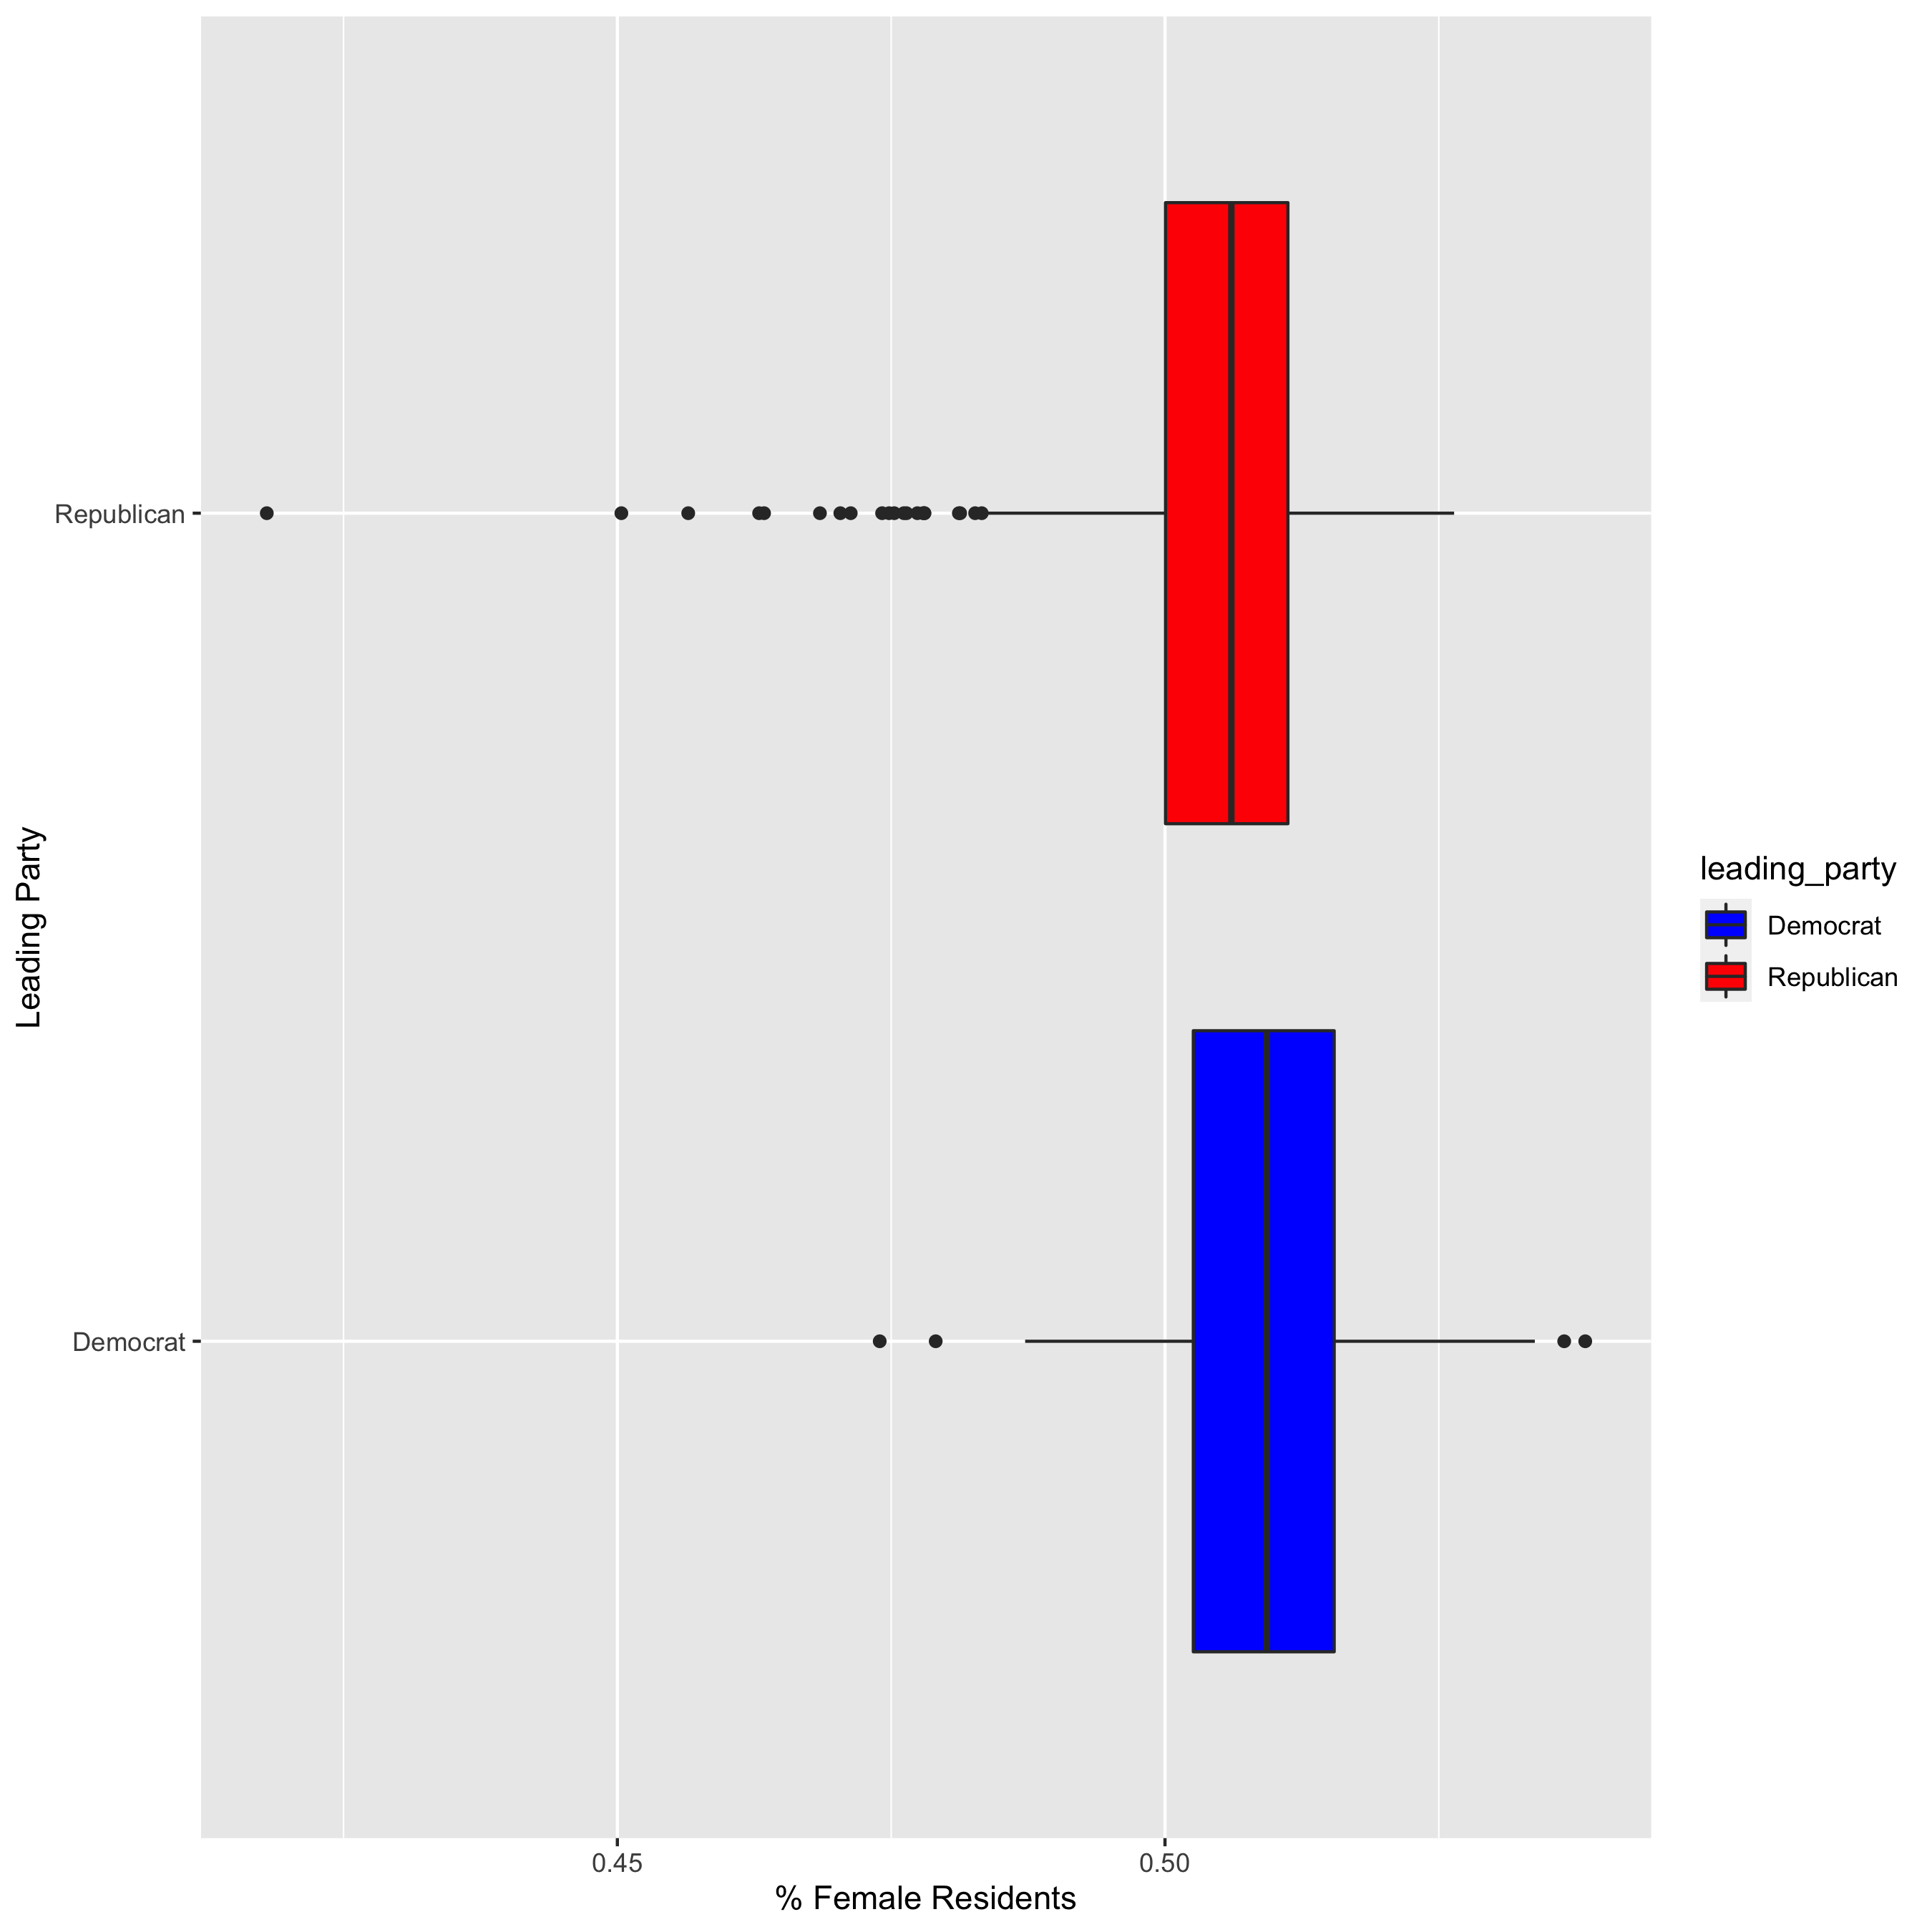 Leading Party
Republican
Democrat
0.45
0.50
% Female Residents
leading_party
Democrat
Republican